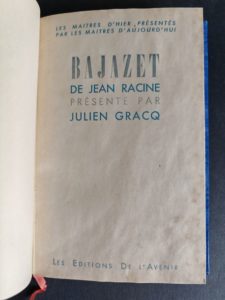 LES MAITRES D'HIER PRÉSENTÉS
PAR LES MAITRES D'AUJOURD'HUI
BAJAZET
DE JEAN RACINE
PRÉSENTÉ PAR
JULIEN GRACQ
LES EDITIONS DE L'AVENIR